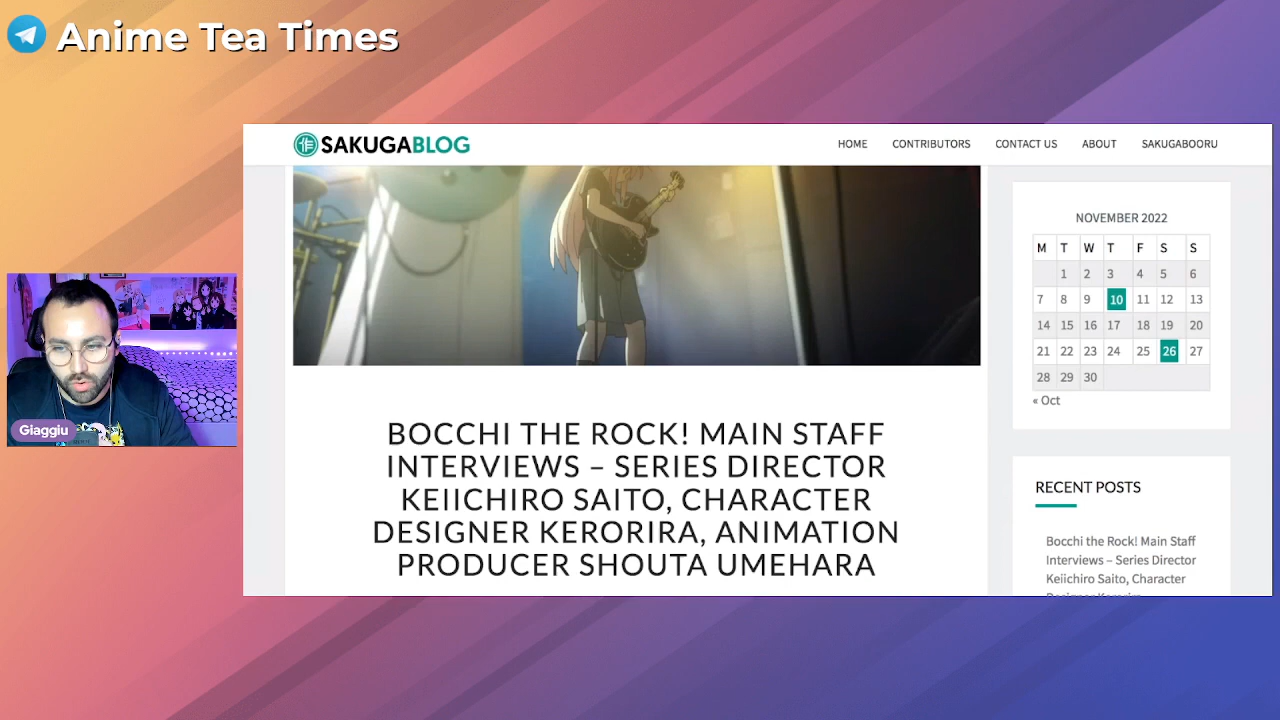 Anime Tea Times
SAKUGABLOG
HOME CONTRIBUTORS CONTACT US ABOUT SAKUGABOORU
NOVEMBER 2022
M T W T F S S
1 2 3 4 5 6
7 8 9 10 11 12 13
14 15 16 17 18 19 20
21 22 23 24 25 26 27
28 29 30
« Oct
Giaggiu
BOCCHI THE ROCK! MAIN STAFF
INTERVIEWS – SERIES DIRECTOR
KEIICHIRO SAITO, CHARACTER
DESIGNER KERORIRA, ANIMATION
PRODUCER SHOUTA UMEHARA
RECENT POSTS
Bocchi the Rock! Main Staff
Interviews – Series Director
Keiichiro Saito, Character
Designer Kerorira,